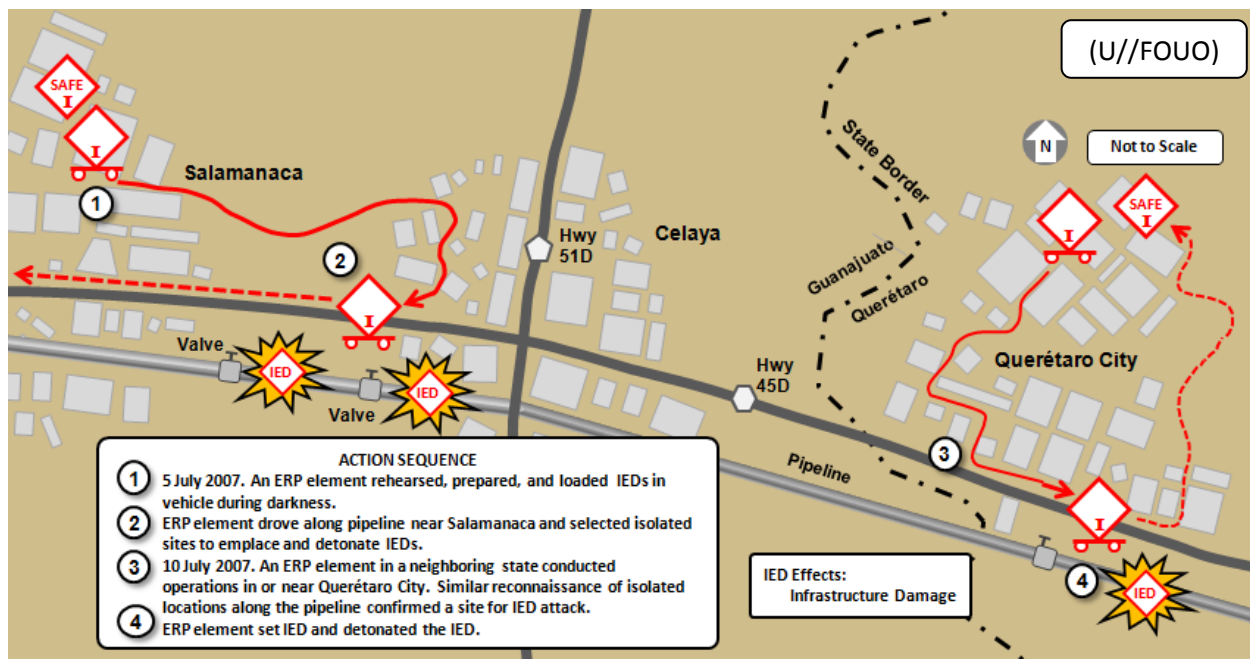 (U//FOUO)
SAFE
I
I
Salamanaca
1
State Border
N
Not to Scale
SAFE
I
I
Hwy
51D
Celaya
2
Guanajuato
Querétaro
I
Valve
IED
Valve
IED
Querétaro City
Hwy
45D
3
Pipeline
I
ACTION SEQUENCE
1 5 July 2007. An ERP element rehearsed, prepared, and loaded IEDs in
vehicle during darkness.
2 ERP element drove along pipeline near Salamanaca and selected isolated
sites to emplace and detonate IEDs.
3 10 July 2007. An ERP element in a neighboring state conducted
operations in or near Querétaro City. Similar reconnaissance of isolated
locations along the pipeline confirmed a site for IED attack.
4 ERP element set IED and detonated the IED.
IED Effects:
Infrastructure Damage
4
IED